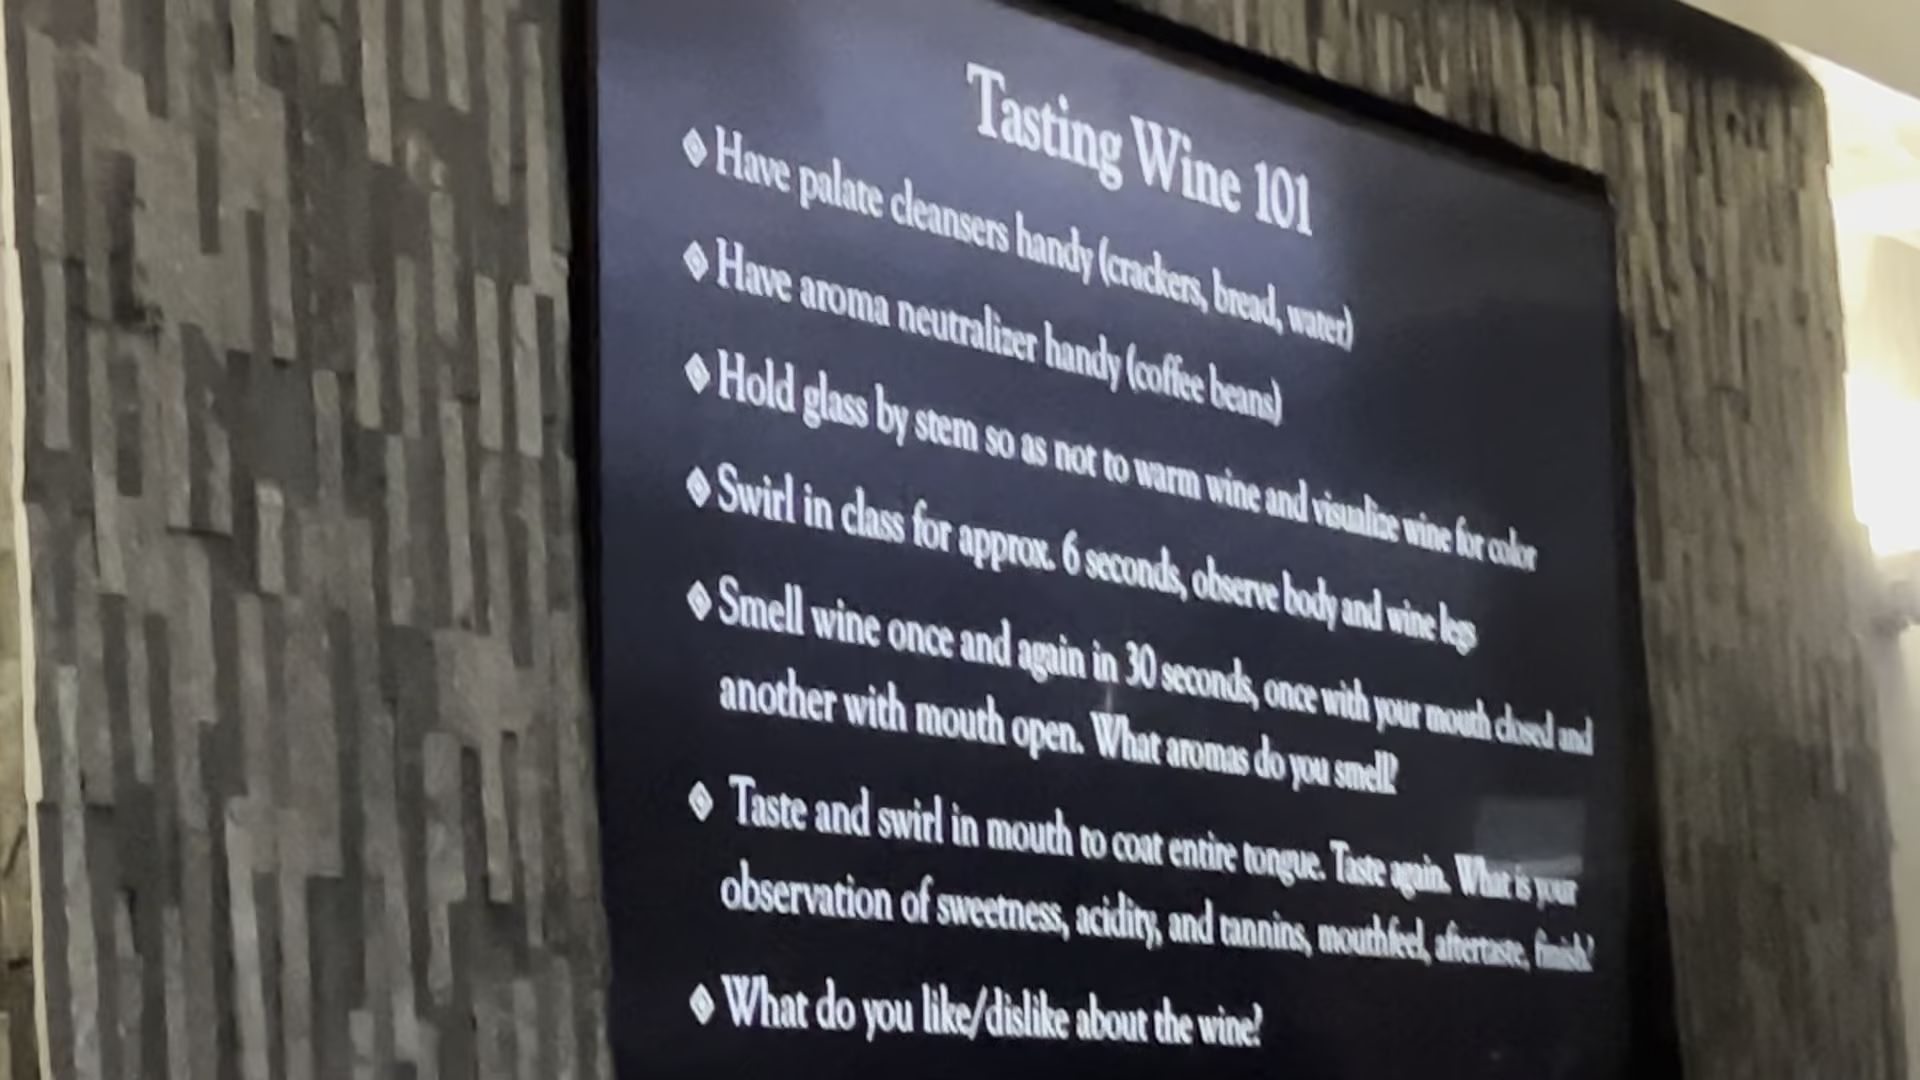 Tasting Wine 101
Have palate cleansers handy (crackers, bread, water)
Have aroma neutralizer handy (coffee beans)
Hold glass by stem so as not to warm wine and visualize wine for color
Swirl in class for approx. 6 seconds, observe body and wine legs
Smell wine once and again in 30 seconds, once with your mouth closed and
another with mouth open. What aromas do you smell?
Taste and swirl in mouth to coat entire tongue. Taste again. What is your
observation of sweetness, acidity, and tannins, mouthfeel, aftertaste, finish?
What do you like/dislike about the wine?